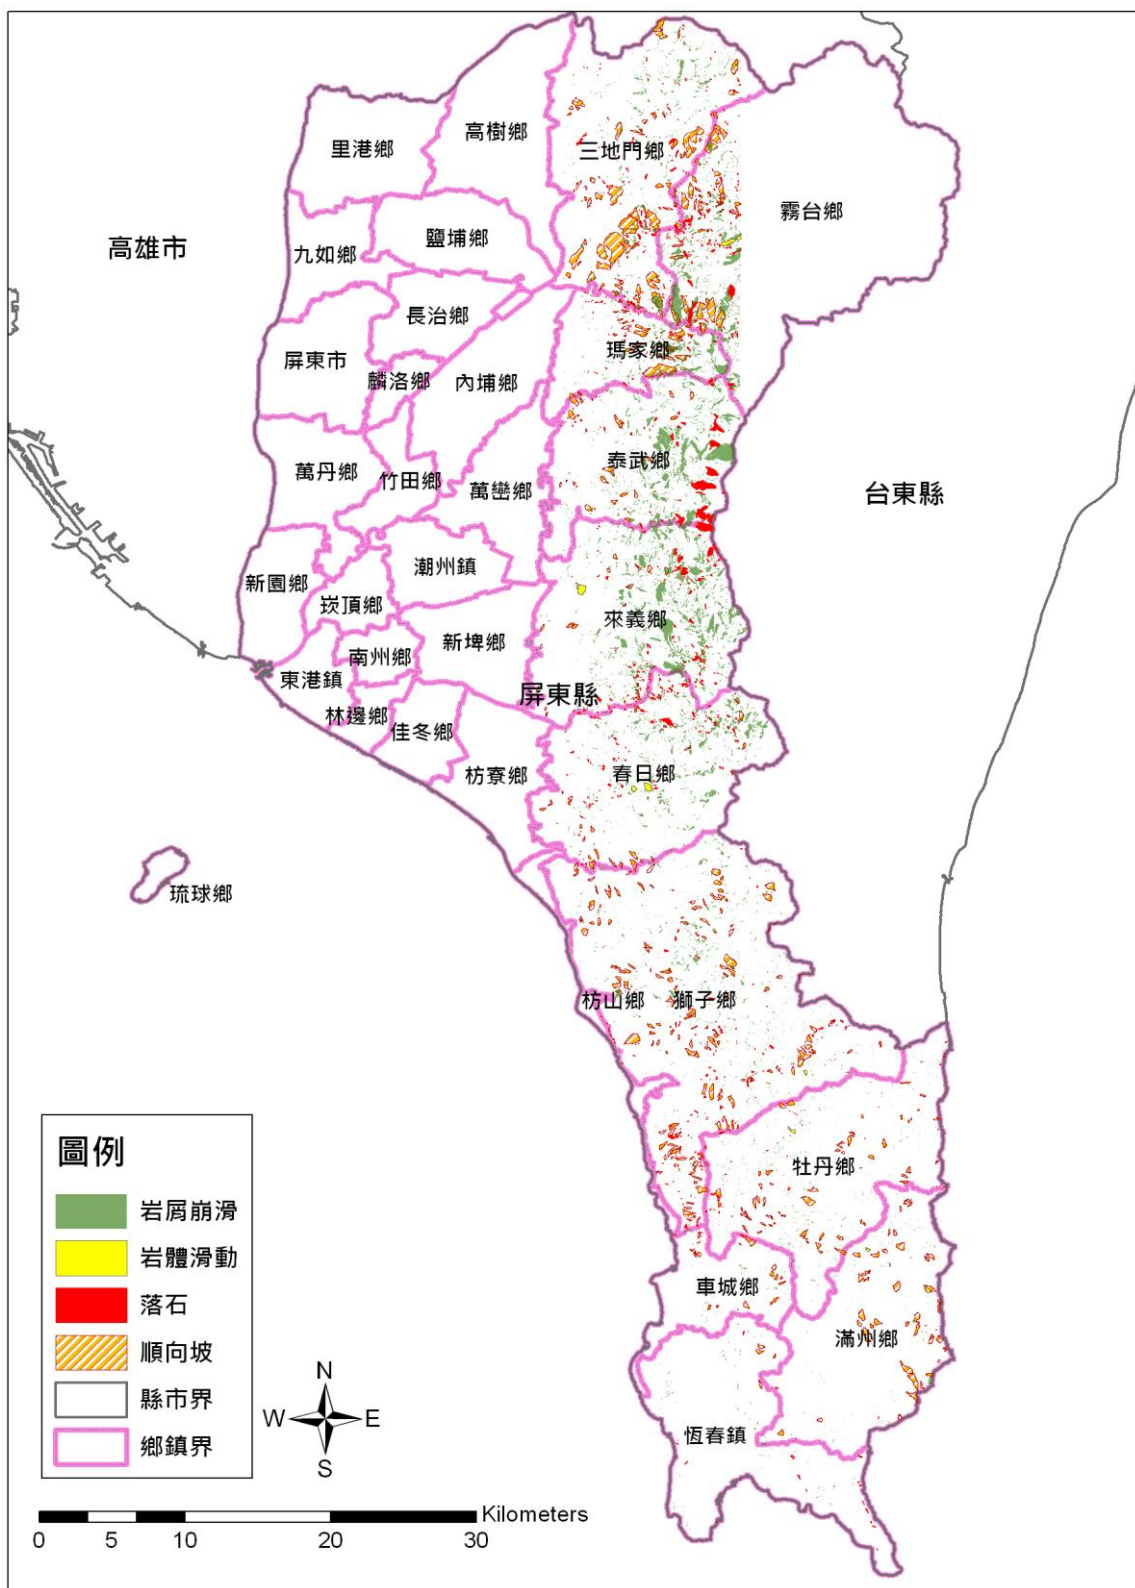 高樹鄉
里港鄉
三地門鄉
霧台鄉
高雄市
九如鄉
鹽埔鄉
長治鄉
屏東市
瑪家鄉
麟洛鄉
內埔鄉
萬丹鄉
竹田鄉
萬巒鄉
泰武鄉
台東縣
新園鄉
潮州鎮
崁頂鄉
來義鄉
新埤鄉
南州鄉
東港鎮
屏東縣
林邊鄉
佳冬鄉
枋寮鄉
春日鄉
琉球鄉
枋山鄉
獅子鄉
牡丹鄉
車城鄉
滿州鄉
恆春鎮
圖例
岩屑崩滑
岩體滑動
落石
順向坡
縣市界
鄉鎮界
N
W
E
S
Kilometers
0 5 10 20 30